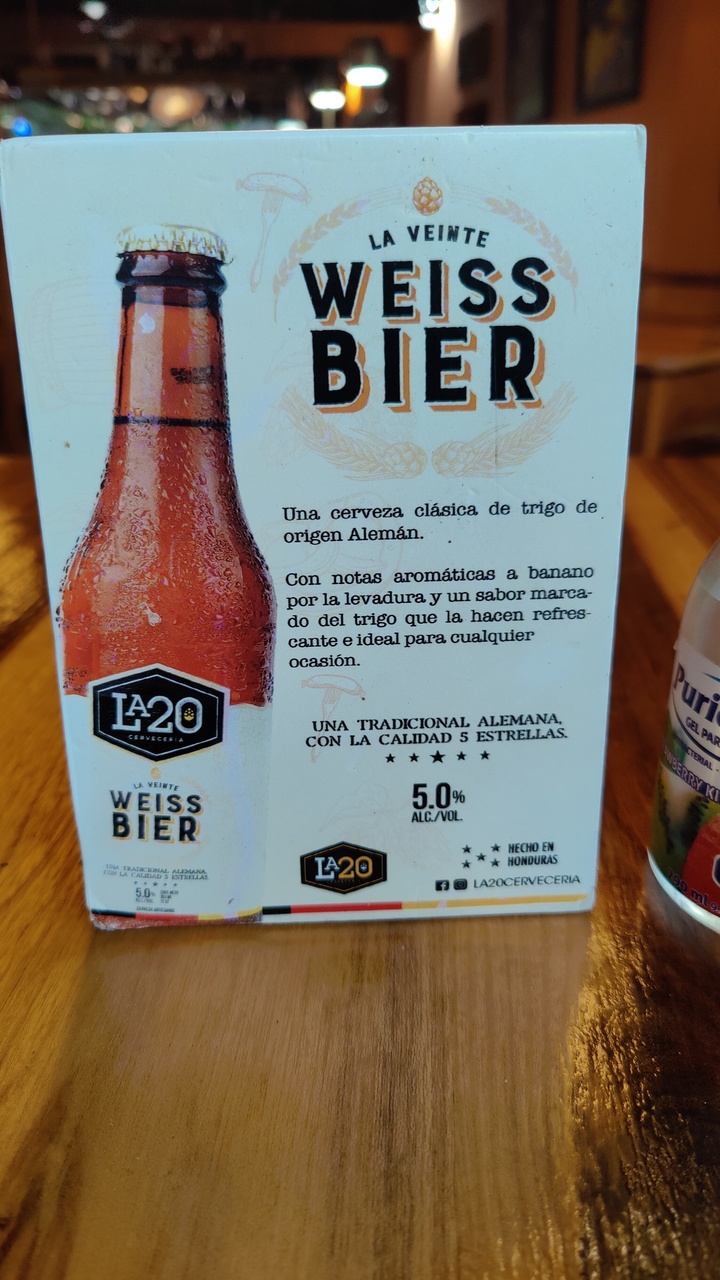 LA VEINTE
WEISS
BIER
Una cerveza clásica de trigo de
origen Alemán.
Con notas aromáticas a banano
por la levadura y un sabor marca-
do del trigo que la hacen refres-
cante e ideal para cualquier
ocasión.
UNA TRADICIONAL ALEMANA,
CON LA CALIDAD 5 ESTRELLAS.
5.0%
ALC./VOL.
LA20
HECHO EN
HONDURAS
LA20CERVECERIA
LA20
CERVECERIA
LA VEINTE
WEISS
BIER
UNA TRADICIONAL ALEMANA,
CON LA CALIDAD 5 ESTRELLAS.
5.0%
GEL PAR